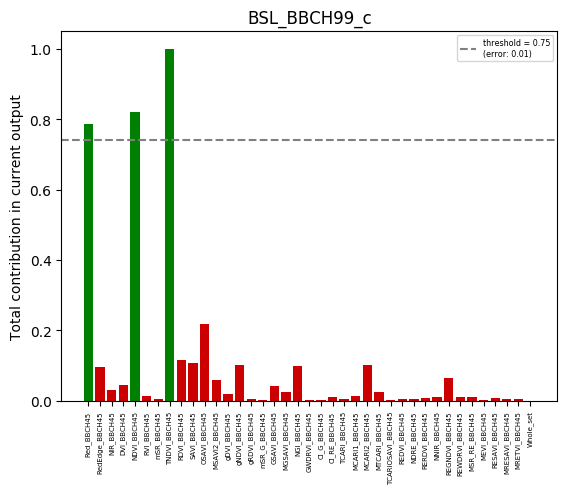 BSL_BBCH99_c
Total contribution in current output
1.0
0.8
0.6
0.4
0.2
0.0
threshold = 0.75
(error: 0.01)
Red_BBCH45
RedEdge_BBCH45
NIR_BBCH45
DVI_BBCH45
NDVI_BBCH45
RVI_BBCH45
mSR_BBCH45
TNDVI_BBCH45
NDVI_BBCH45
SAVI_BBCH45
OSAVI_BBCH45
MSAVI2_BBCH45
gDVI_BBCH45
gNDVI_BBCH45
gRDVI_BBCH45
mSR_G_BBCH45
GSAVI_BBCH45
MGSAVI_BBCH45
NGI_BBCH45
GWDRVI_BBCH45
CI_G_BBCH45
CI_RE_BBCH45
TCARI_BBCH45
MCARI1_BBCH45
MCARI2_BBCH45
MTCARI_BBCH45
TCARIOSAVI_BBCH45
REDVI_BBCH45
NDRE_BBCH45
RERDVI_BBCH45
NNIR_BBCH45
REGNDVI_BBCH45
REWDRVI_BBCH45
MSR_RE_BBCH45
MEVI_BBCH45
RESAVI_BBCH45
MRESAVI_BBCH45
MRETVI_BBCH45
Whole_set